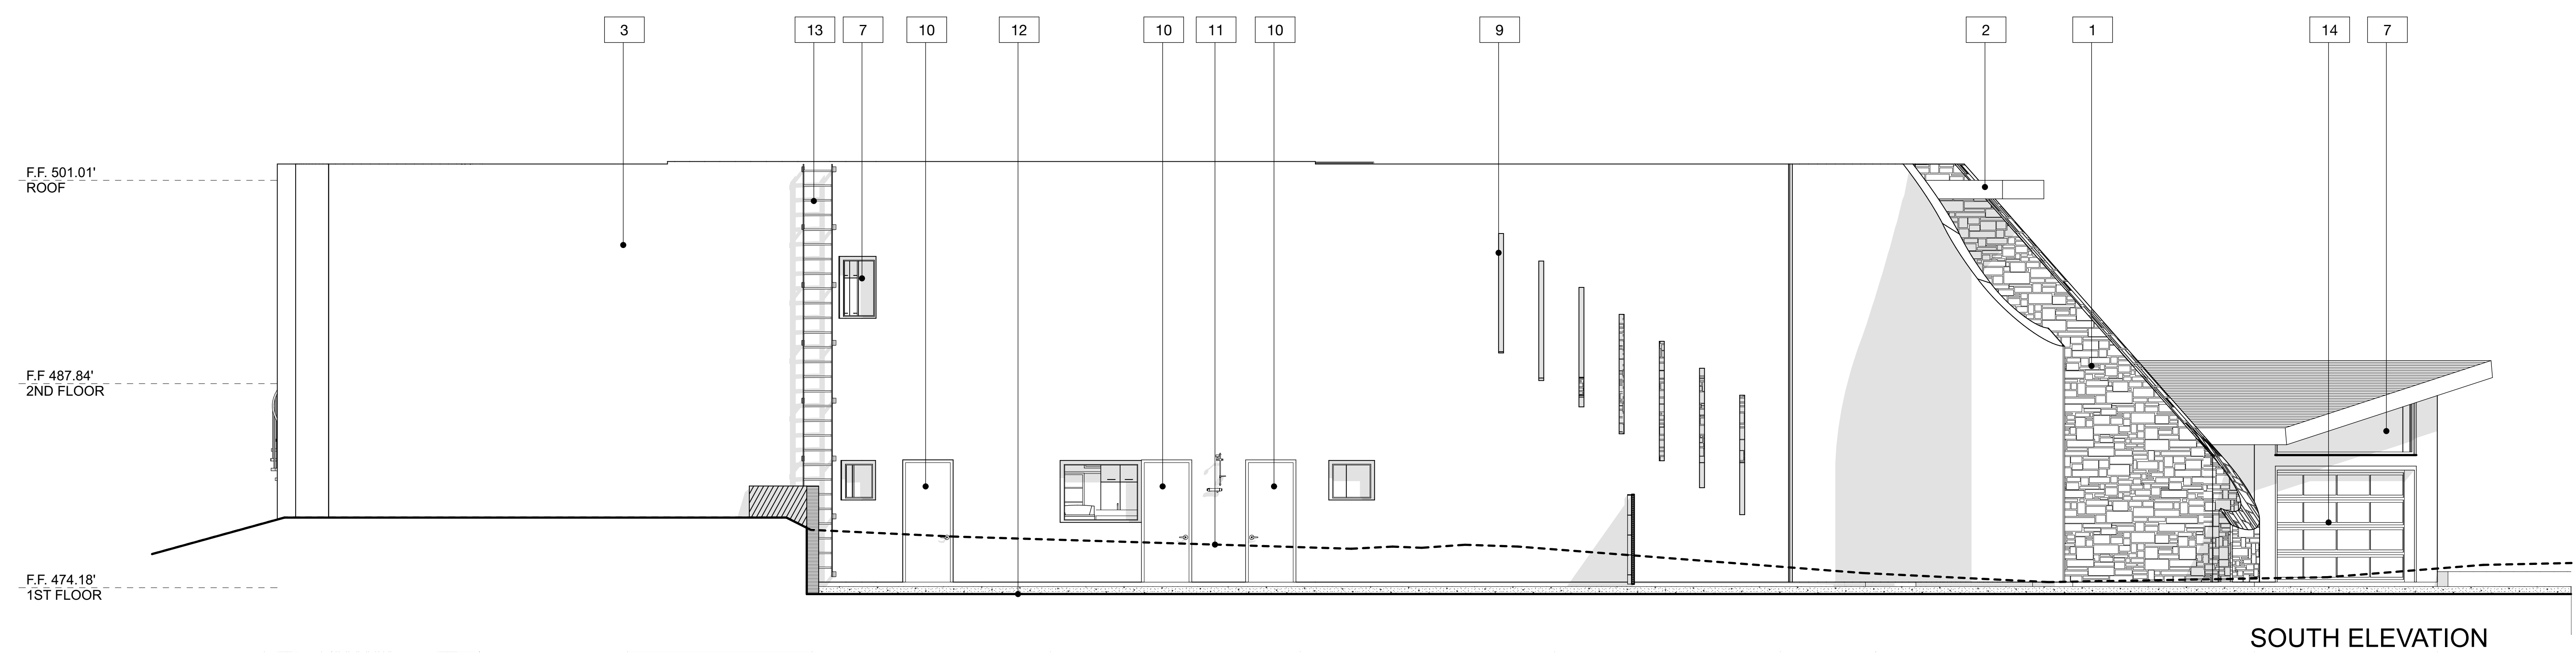 3 13 7 10 12 10 11 10 9 2 1 14 7
F.F. 501.01'
ROOF
F.F 487.84'
2ND FLOOR
F.F. 474.18'
1ST FLOOR
SOUTH ELEVATION